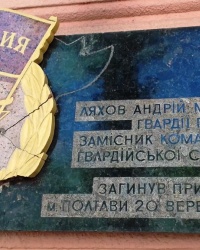 ЛЯХОВ АНДРІЙ
ГВАРДІЇ
ЗАМІСНИК КОМА
ГВАРДІЙСЬКОЇ С
ЗАГИНУВ ПРИ
М. ПОЛТАВИ 20 ВЕРЕ